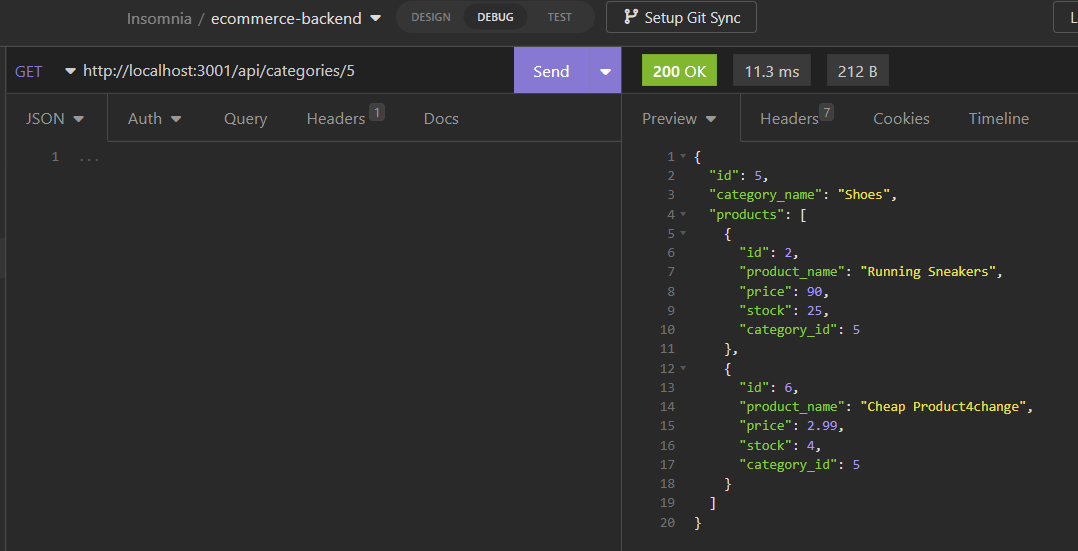 Insomnia / ecommerce-backend DESIGN DEBUG TEST Setup Git Sync L
GET http://localhost:3001/api/categories/5 Send 200 OK 11.3 ms 212 B
JSON Auth Query Headers 1 Docs Preview Headers 7 Cookies Timeline
1 ...
1 {
2 "id": 5,
3 "category_name": "Shoes",
4 "products": [
5 {
6 "id": 2,
7 "product_name": "Running Sneakers",
8 "price": 90,
9 "stock": 25,
10 "category_id": 5
11 },
12 {
13 "id": 6,
14 "product_name": "Cheap Product4change",
15 "price": 2.99,
16 "stock": 4,
17 "category_id": 5
18 }
19 ]
20 }